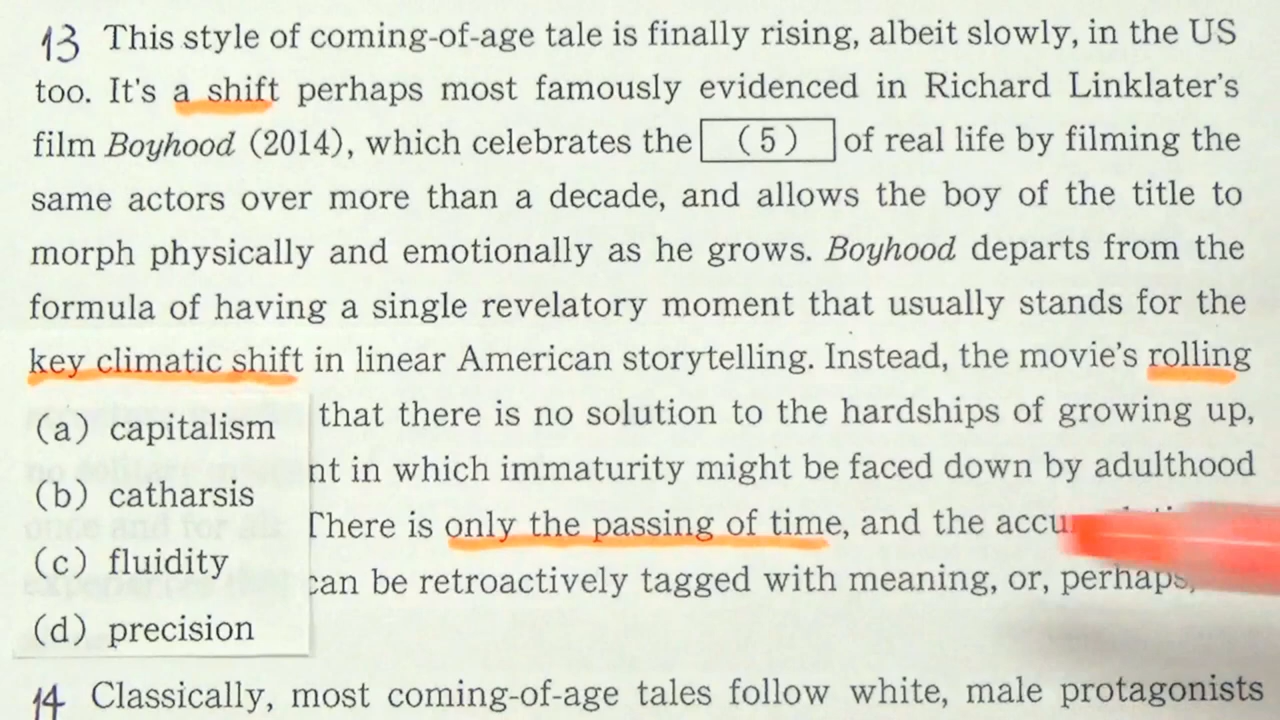 13 This style of coming-of-age tale is finally rising, albeit slowly, in the US
too. It's a shift perhaps most famously evidenced in Richard Linklater's
film Boyhood (2014), which celebrates the (5) of real life by filming the
same actors over more than a decade, and allows the boy of the title to
morph physically and emotionally as he grows. Boyhood departs from the
formula of having a single revelatory moment that usually stands for the
key climatic shift in linear American storytelling. Instead, the movie's rolling
that there is no solution to the hardships of growing up,
nt in which immaturity might be faced down by adulthood
There is only the passing of time, and the
can be retroactively tagged with meaning, or, perhaps,
(a) capitalism
(b) catharsis
(c) fluidity
(d) precision
14 Classically, most coming-of-age tales follow white, male protagonists